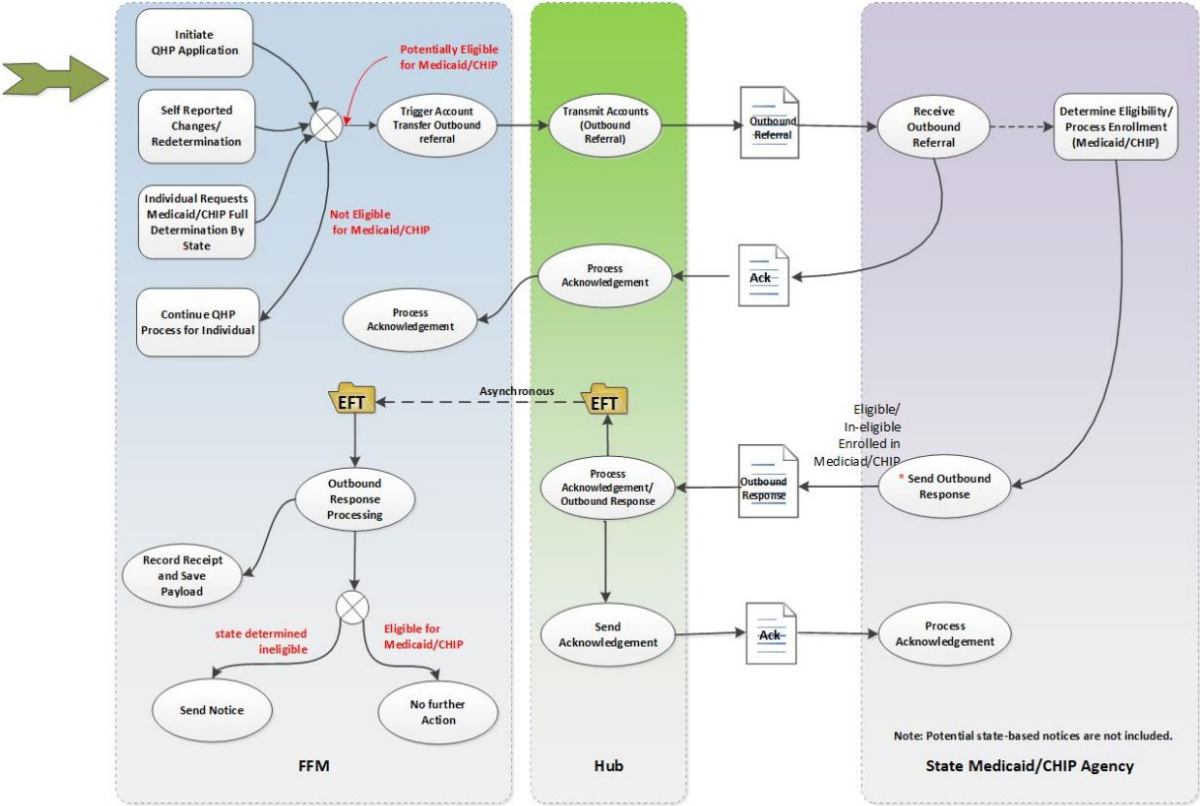 Initiate
QHP Application
Potentially Eligible
for Medicaid/CHIP
Self Reported
Changes/
Redetermination
Trigger Account
Transfer Outbound
referral
Transmit Accounts
(Outbound
Referral)
Outbound
Referral
Receive
Outbound
Referral
Determine Eligibility/
Process Enrollment
(Medicaid/CHIP)
Individual Requests
Medicaid/CHIP Full
Determination By
State
Not Eligible
for Medicaid/CHIP
Continue QHP
Process for Individual
Process
Acknowledgement
Process
Acknowledgement
Ack
EFT
Asynchronous
EFT
Eligible/
In-eligible
Enrolled in
Mediciad/CHIP
Outbound
Response
Processing
Process
Acknowledgement/
Outbound Response
Outbound
Response
* Send Outbound
Response
Record Receipt
and Save
Payload
state determined
ineligible
Eligible for
Medicaid/CHIP
Send
Acknowledgement
Ack
Process
Acknowledgement
Send Notice
No further
Action
Note: Potential state-based notices are not included.
FFM
Hub
State Medicaid/CHIP Agency